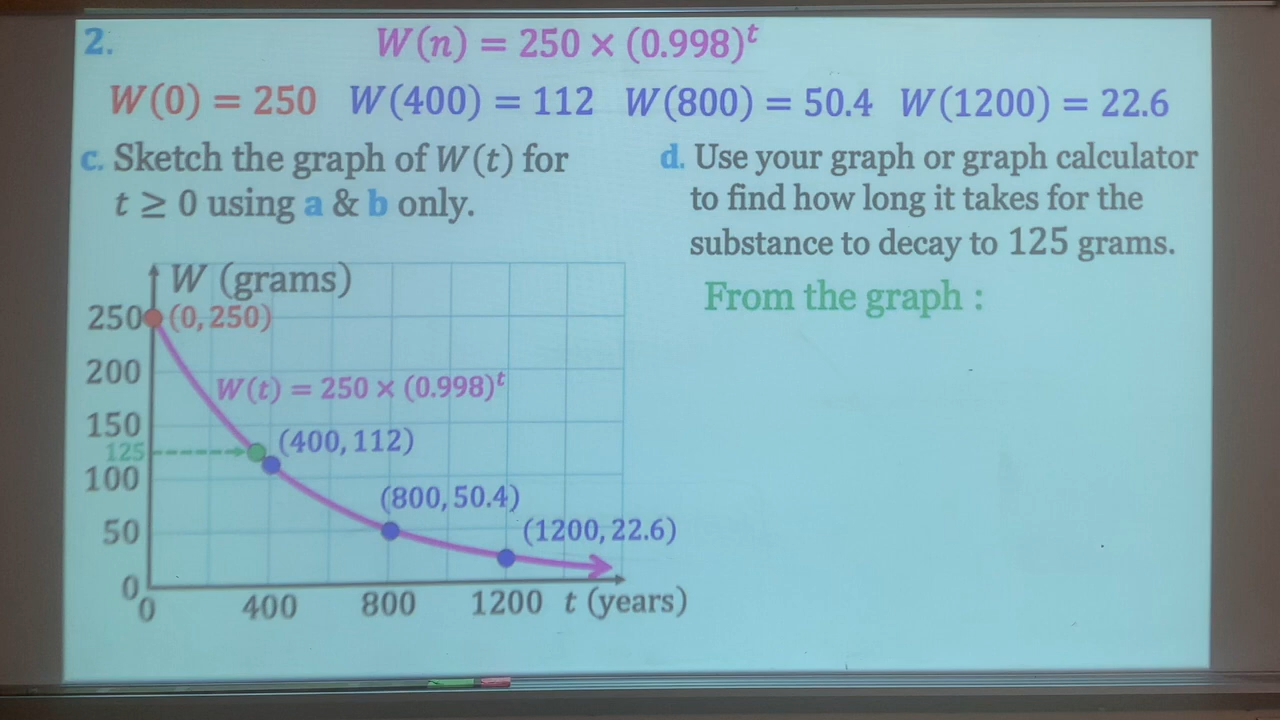 2.
W(n) = 250 × (0.998)^t
W(0) = 250 W(400) = 112 W(800) = 50.4 W(1200) = 22.6
c. Sketch the graph of W(t) for
t ≥ 0 using a & b only.
d. Use your graph or graph calculator
to find how long it takes for the
substance to decay to 125 grams.
From the graph :
W (grams)
250
(0, 250)
200
W(t) = 250 × (0.998)^t
150
(400, 112)
125
100
(800, 50.4)
50
(1200, 22.6)
0
0 400 800 1200 t (years)